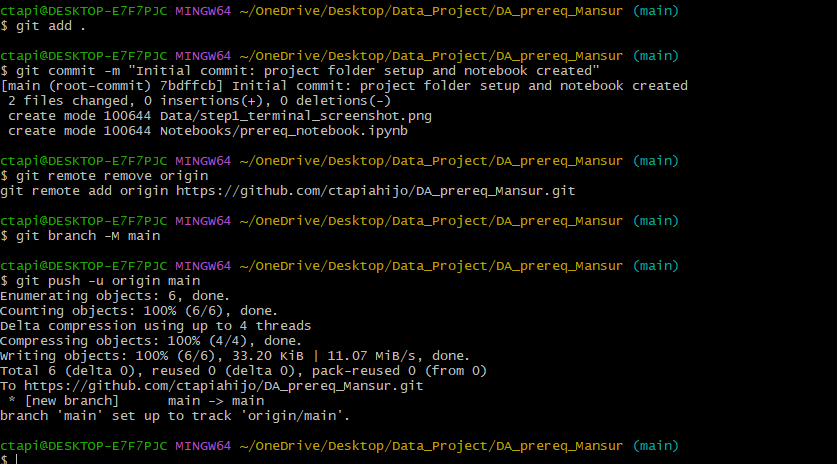 ctapi@DESKTOP-E7F7PJC MINGW64 ~/OneDrive/Desktop/Data_Project/DA_prereq_Mansur (main)
$ git add .
ctapi@DESKTOP-E7F7PJC MINGW64 ~/OneDrive/Desktop/Data_Project/DA_prereq_Mansur (main)
$ git commit -m "Initial commit: project folder setup and notebook created"
[main (root-commit) 7bdffcb] Initial commit: project folder setup and notebook created
 2 files changed, 0 insertions(+), 0 deletions(-)
 create mode 100644 Data/step1_terminal_screenshot.png
 create mode 100644 Notebooks/prereq_notebook.ipynb
ctapi@DESKTOP-E7F7PJC MINGW64 ~/OneDrive/Desktop/Data_Project/DA_prereq_Mansur (main)
$ git remote remove origin
git remote add origin https://github.com/ctapiahijo/DA_prereq_Mansur.git
ctapi@DESKTOP-E7F7PJC MINGW64 ~/OneDrive/Desktop/Data_Project/DA_prereq_Mansur (main)
$ git branch -M main
ctapi@DESKTOP-E7F7PJC MINGW64 ~/OneDrive/Desktop/Data_Project/DA_prereq_Mansur (main)
$ git push -u origin main
Enumerating objects: 6, done.
Counting objects: 100% (6/6), done.
Delta compression using up to 4 threads
Compressing objects: 100% (4/4), done.
Writing objects: 100% (6/6), 33.20 KiB | 11.07 MiB/s, done.
Total 6 (delta 0), reused 0 (delta 0), pack-reused 0 (from 0)
To https://github.com/ctapiahijo/DA_prereq_Mansur.git
 * [new branch]      main -> main
branch 'main' set up to track 'origin/main'.
ctapi@DESKTOP-E7F7PJC MINGW64 ~/OneDrive/Desktop/Data_Project/DA_prereq_Mansur (main)
$